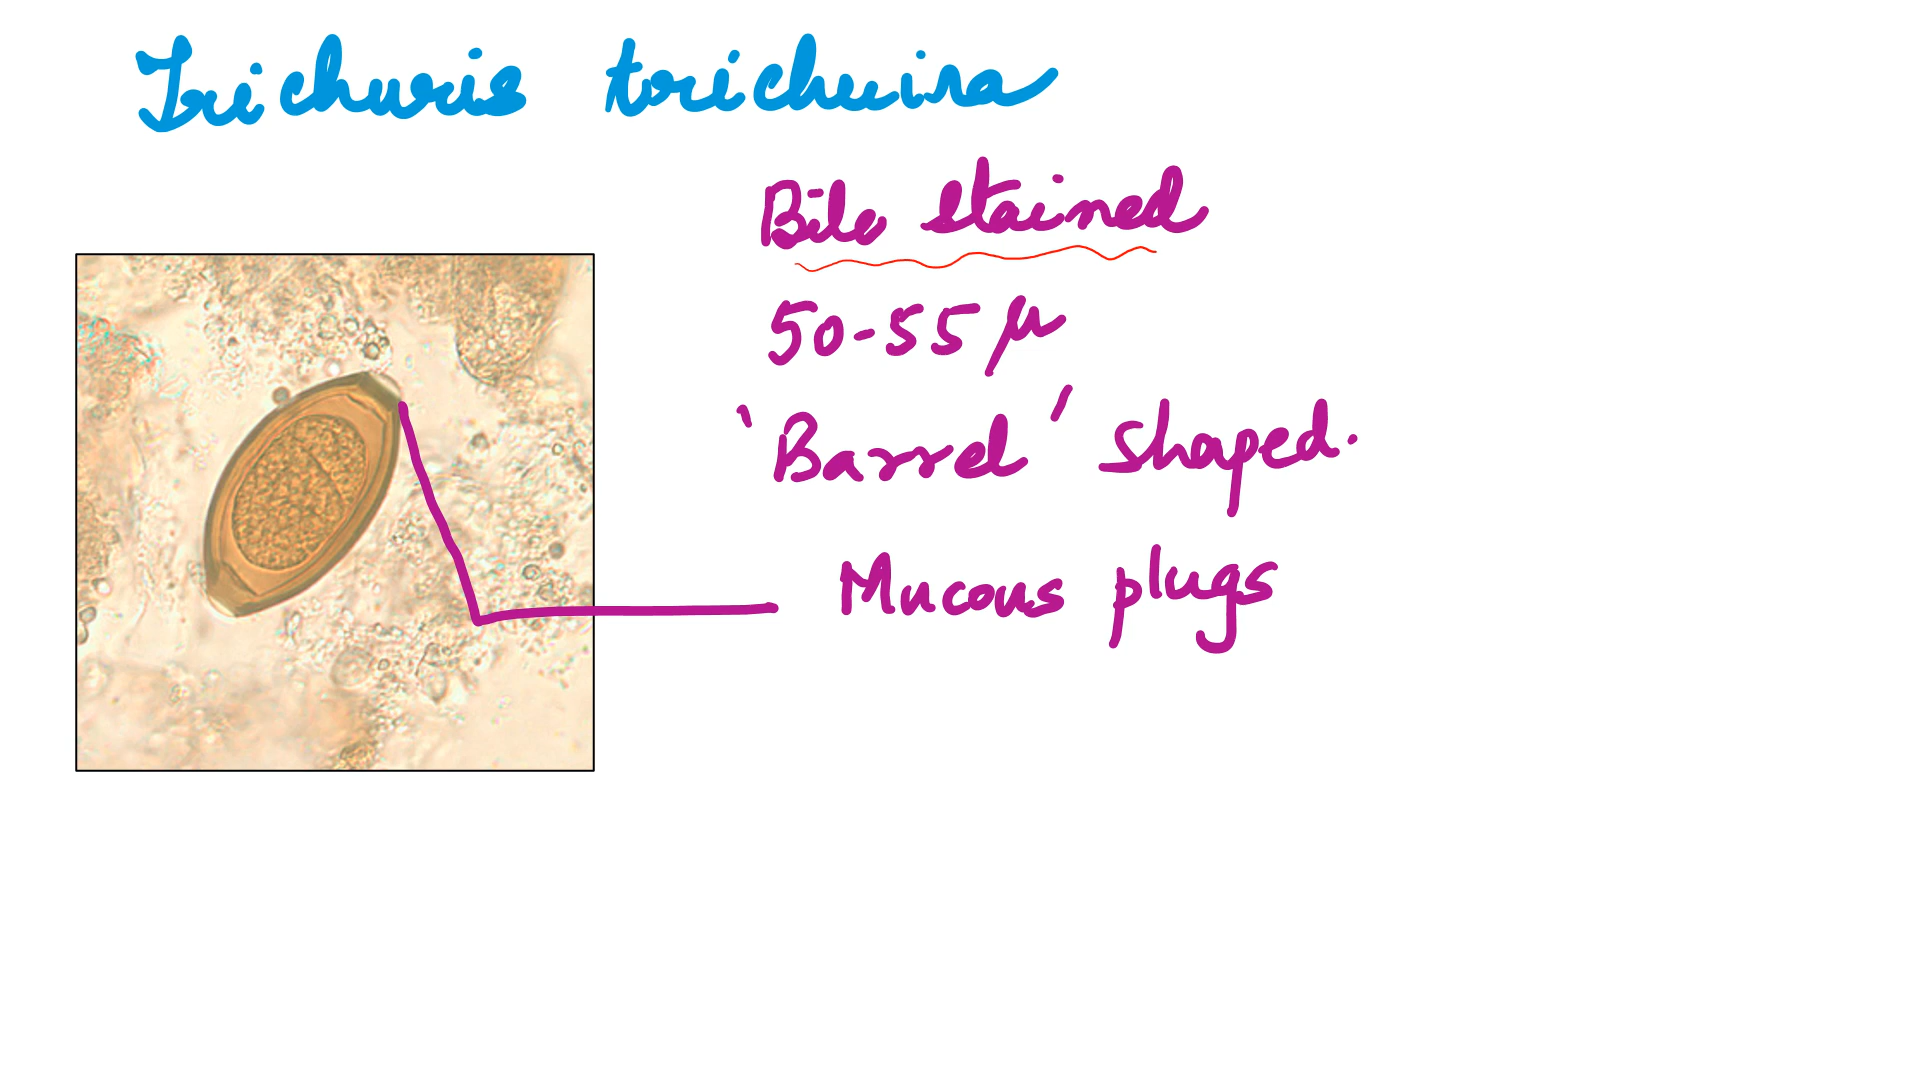 Trichuris trichuira
Bile stained
50-55 μ
'Barrel' shaped.
Mucous plugs